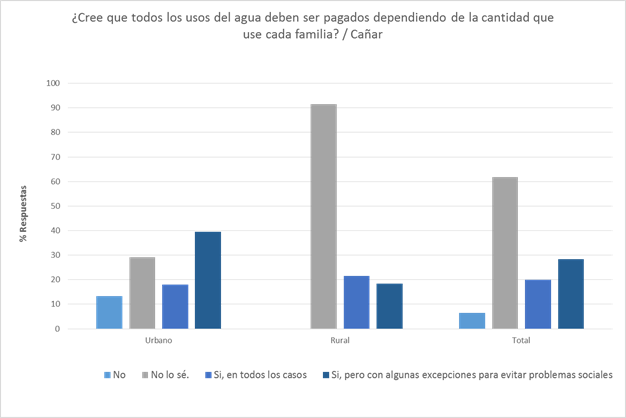 ¿Cree que todos los usos del agua deben ser pagados dependiendo de la cantidad que
use cada familia? / Cañar
% Respuestas
100
90
80
70
60
50
40
30
20
10
0
Urbano
Rural
Total
No
No lo sé.
Si, en todos los casos
Si, pero con algunas excepciones para evitar problemas sociales